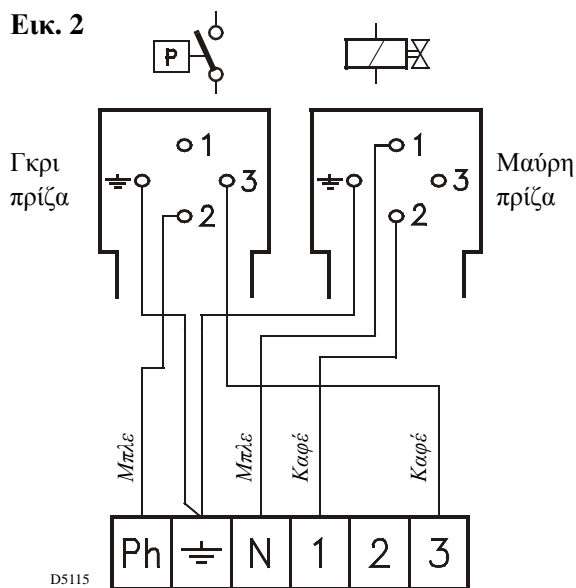 Εικ. 2
P
Γκρι
πρίζα
1
3
2
1
3
2
Μαύρη
πρίζα
Μπλε
Μπλε
Καφέ
Καφέ
Ph
N
1
2
3
D5115